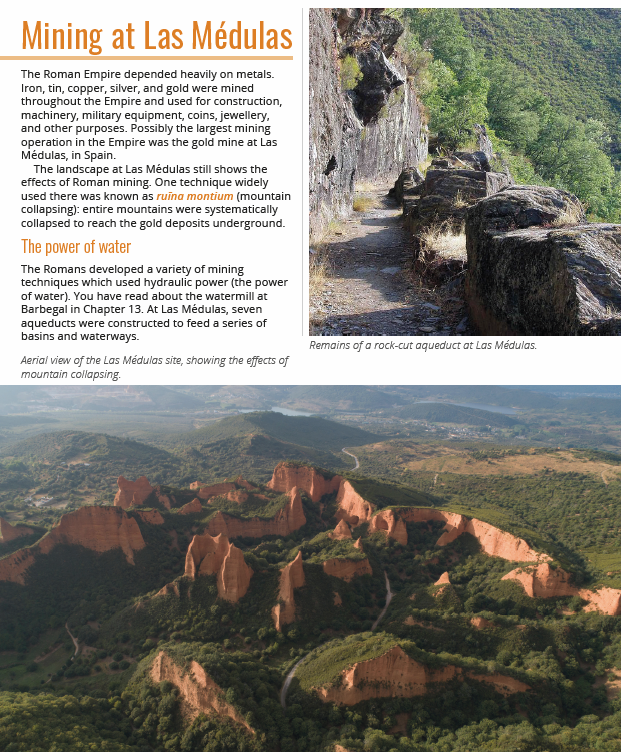 Mining at Las Médulas
The Roman Empire depended heavily on metals.
Iron, tin, copper, silver, and gold were mined
throughout the Empire and used for construction,
machinery, military equipment, coins, jewellery,
and other purposes. Possibly the largest mining
operation in the Empire was the gold mine at Las
Médulas, in Spain.
The landscape at Las Médulas still shows the
effects of Roman mining. One technique widely
used there was known as ruīna montium (mountain
collapsing): entire mountains were systematically
collapsed to reach the gold deposits underground.
The power of water
The Romans developed a variety of mining
techniques which used hydraulic power (the power
of water). You have read about the watermill at
Barbegal in Chapter 13. At Las Médulas, seven
aqueducts were constructed to feed a series of
basins and waterways.
Aerial view of the Las Médulas site, showing the effects of
mountain collapsing.
Remains of a rock-cut aqueduct at Las Médulas.